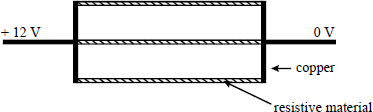 + 12 V
0 V
copper
resistive material